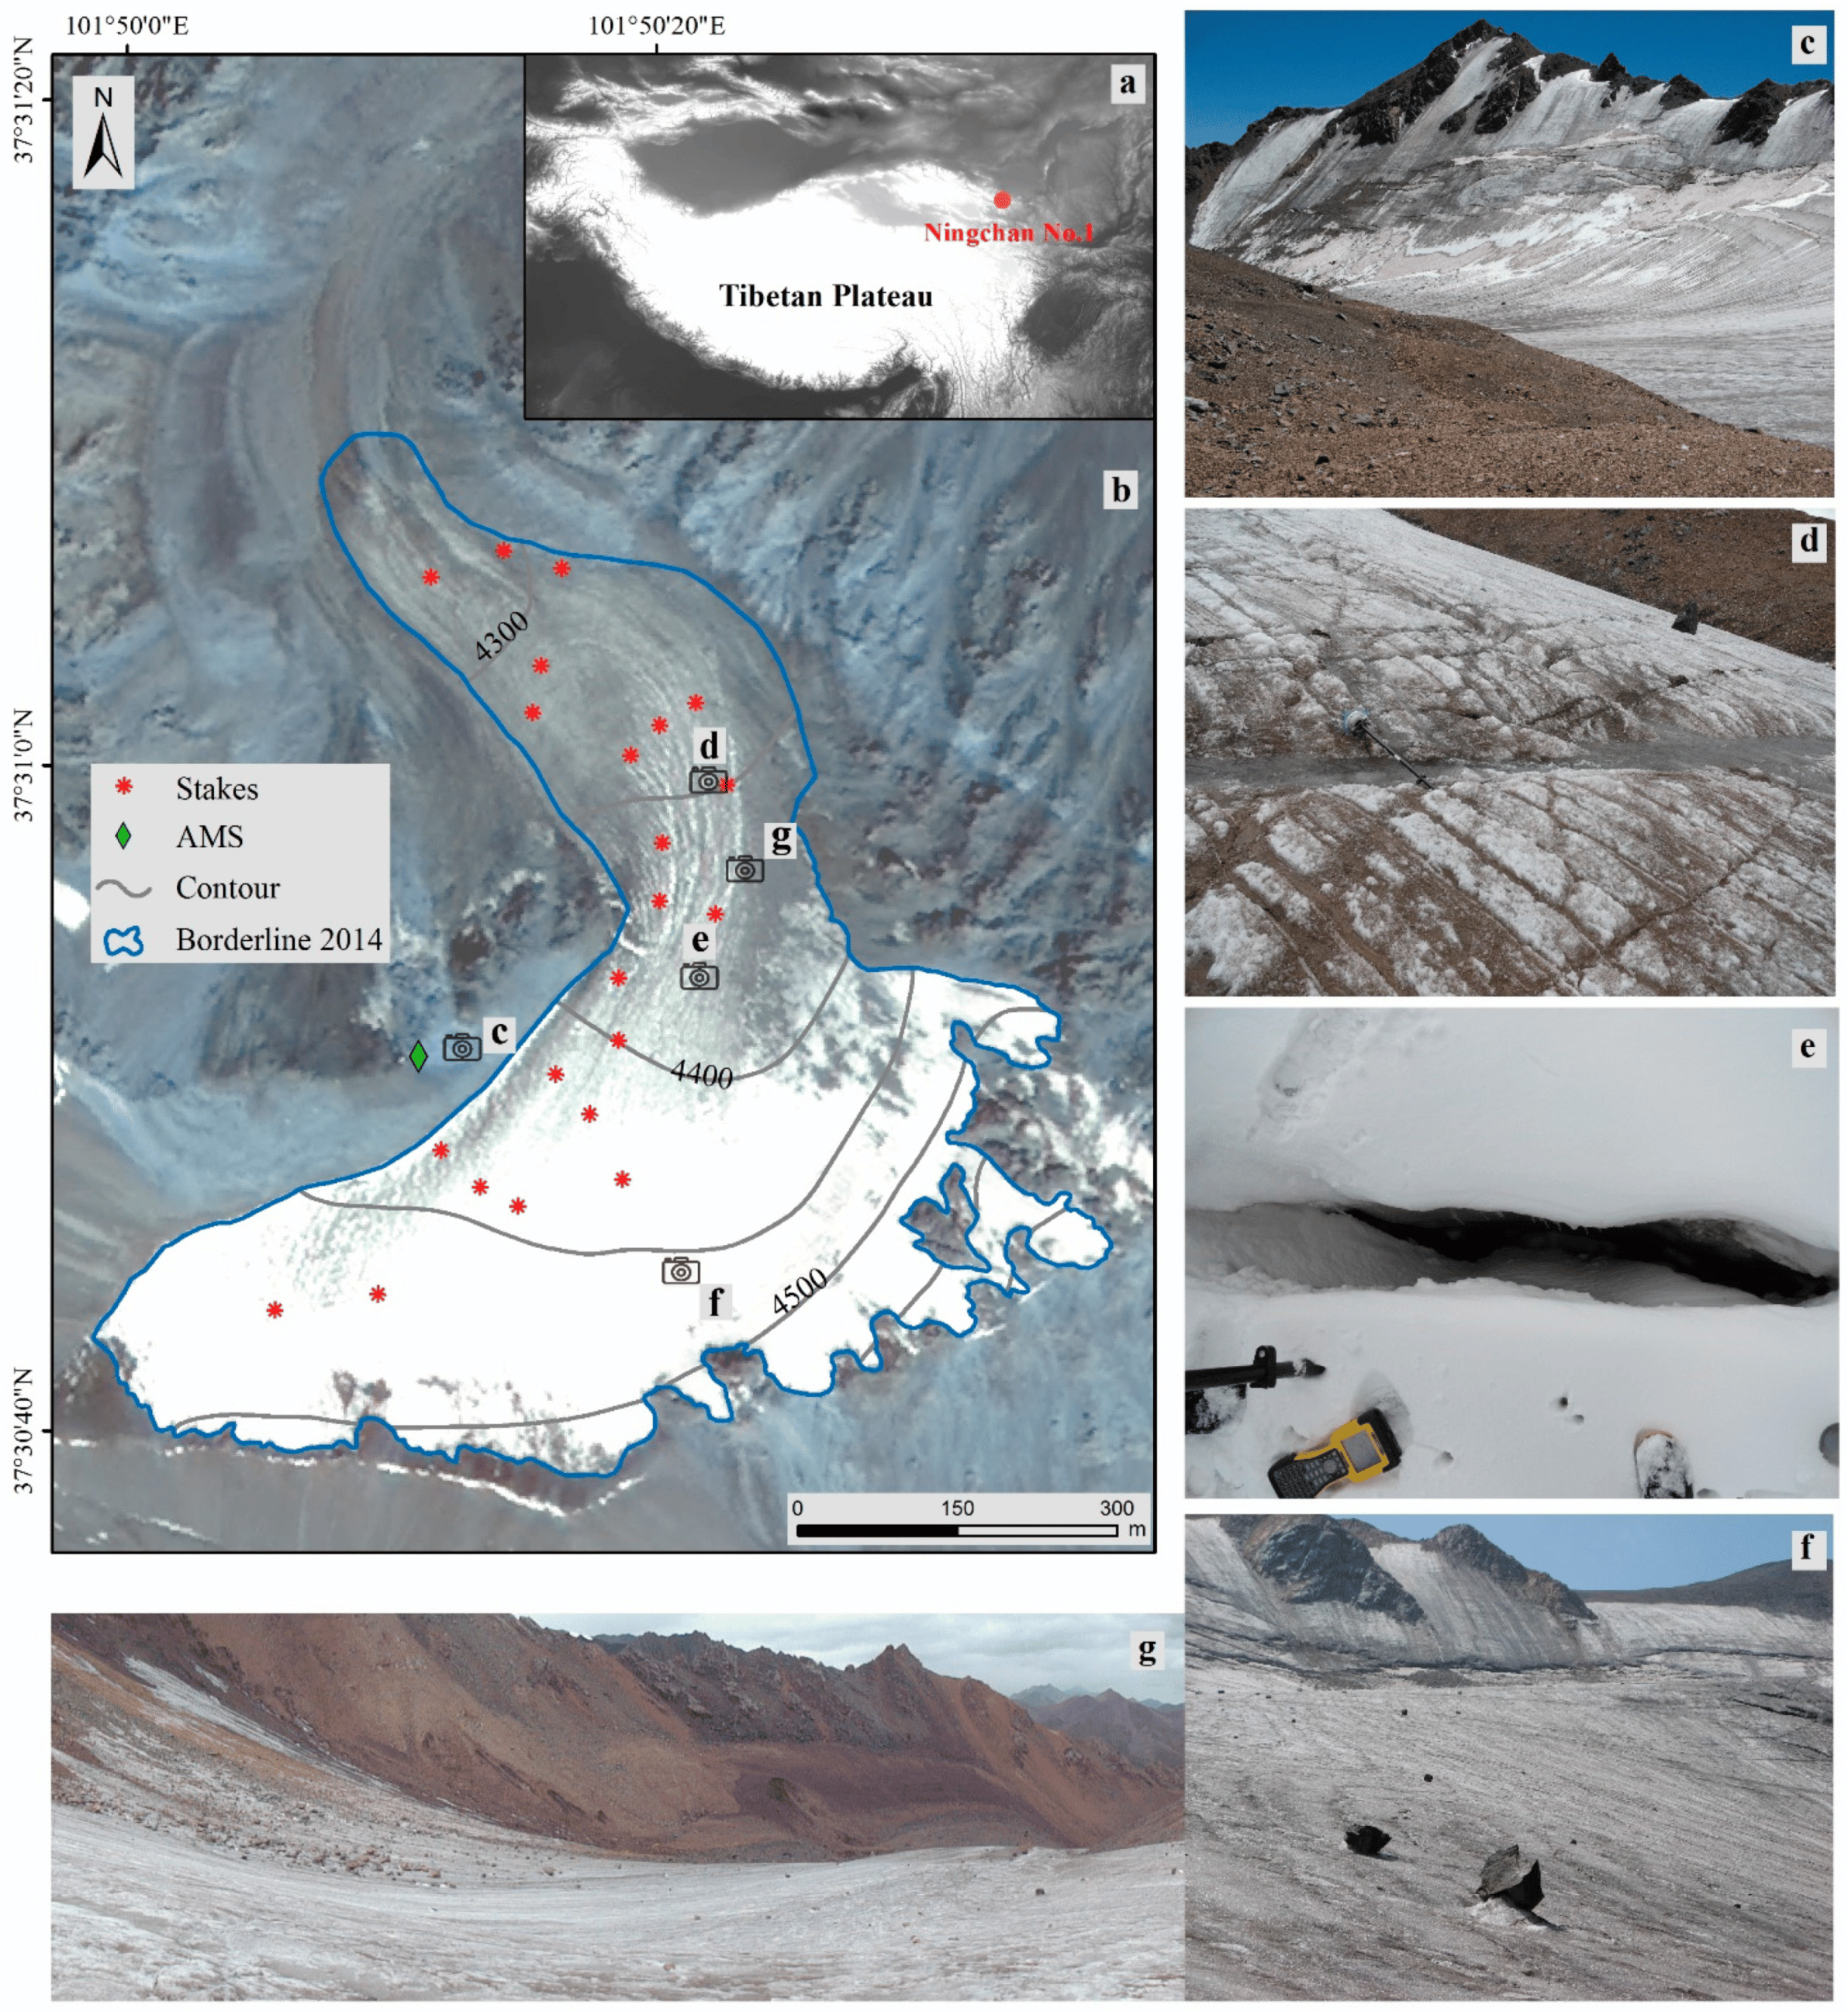 101°50'0"E
101°50'20"E
37°31'20"N
37°31'0"N
37°30'40"N
N
a
Ningchan No.1
Tibetan Plateau
b
4300
d
g
e
c
4400
f
4500
Stakes
AMS
Contour
Borderline 2014
0 150 300
m
c
d
e
f
g